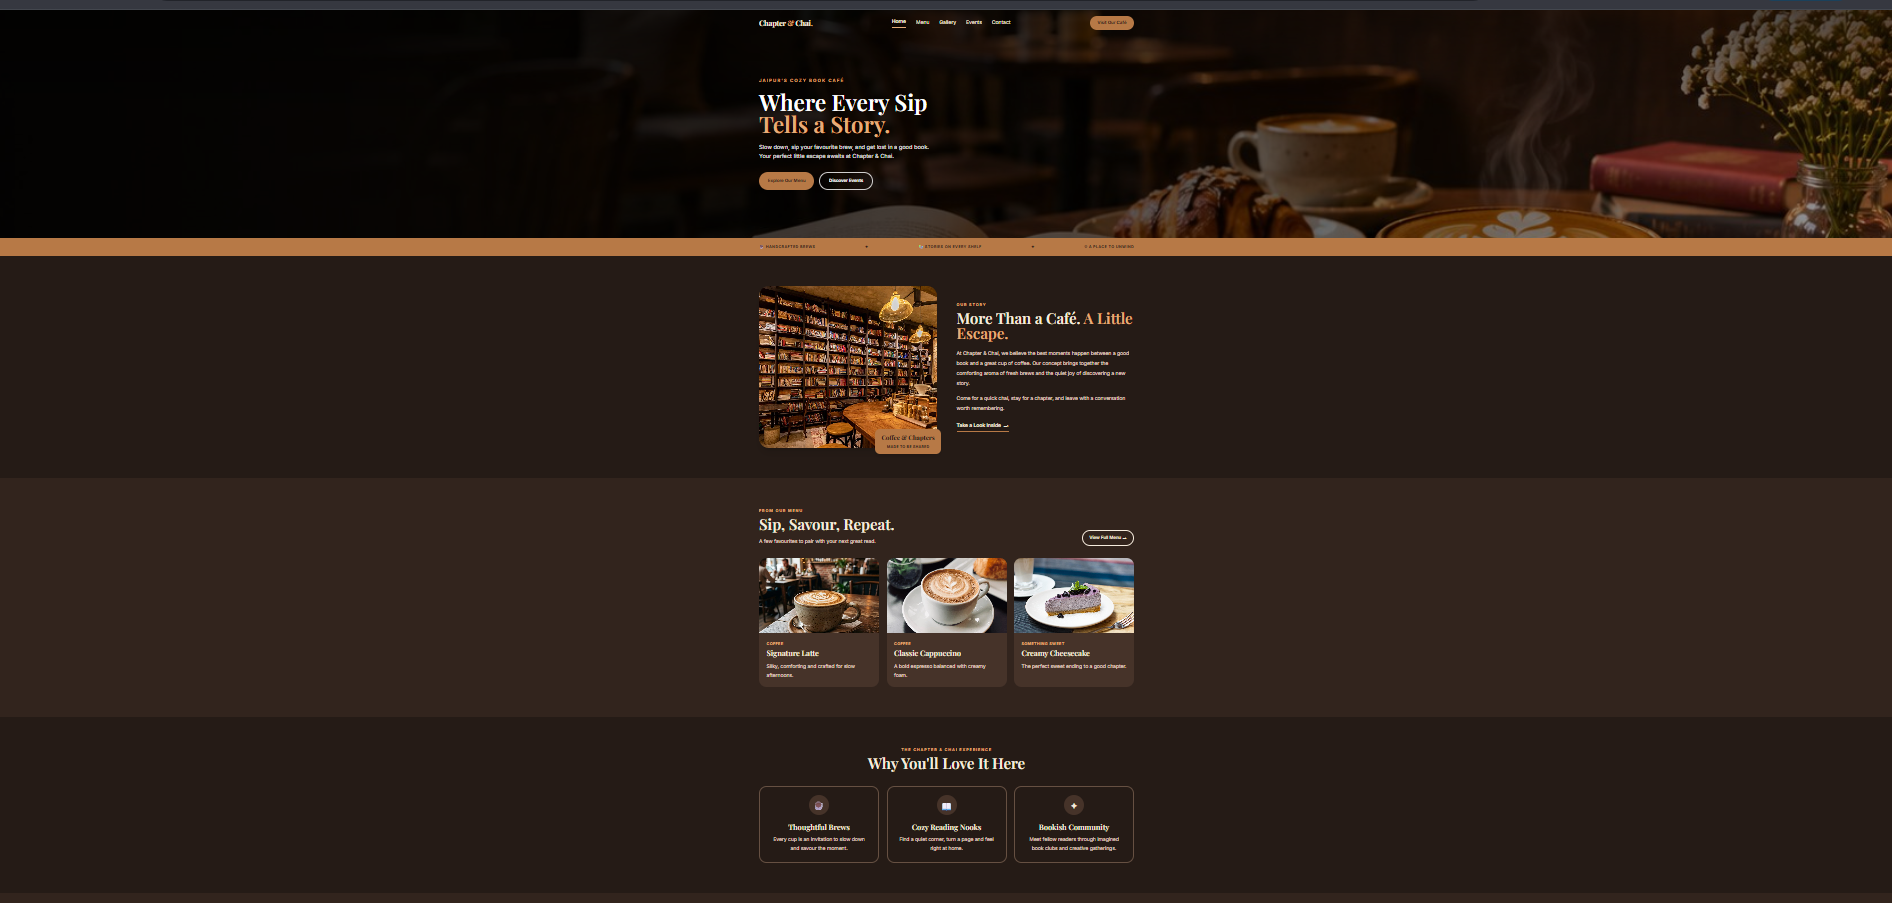 Chapter & Chai.
Home Menu Gallery Events Contact
Visit Our Café
JAIPUR'S COZY BOOK CAFÉ
Where Every Sip
Tells a Story.
Slow down, sip your favourite brew, and get lost in a good book.
Your perfect little escape awaits at Chapter & Chai.
Explore Our Menu
Discover Events
HANDCRAFTED BREWS
STORIES ON EVERY SHELF
A PLACE TO UNWIND
OUR STORY
More Than a Café. A Little
Escape.
At Chapter & Chai, we believe the best moments happen between a good
book and a great cup of coffee. Our concept brings together the
comforting aroma of fresh brews and the quiet joy of discovering a new
story.
Come for a quick chai, stay for a chapter, and leave with a conversation
worth remembering.
Take a Look Inside →
Coffee & Chapters
MADE TO BE SHARED
FROM OUR MENU
Sip, Savour, Repeat.
A few favourites to pair with your next great read.
View Full Menu →
COFFEE
Signature Latte
Silky, comforting and crafted for slow
afternoons.
COFFEE
Classic Cappuccino
A bold espresso balanced with creamy
foam.
SOMETHING SWEET
Creamy Cheesecake
The perfect sweet ending to a good chapter.
THE CHAPTER & CHAI EXPERIENCE
Why You'll Love It Here
Thoughtful Brews
Every cup is an invitation to slow down
and savour the moment.
Cozy Reading Nooks
Find a quiet corner, turn a page and feel
right at home.
Bookish Community
Meet fellow readers through imagined
book clubs and creative gatherings.